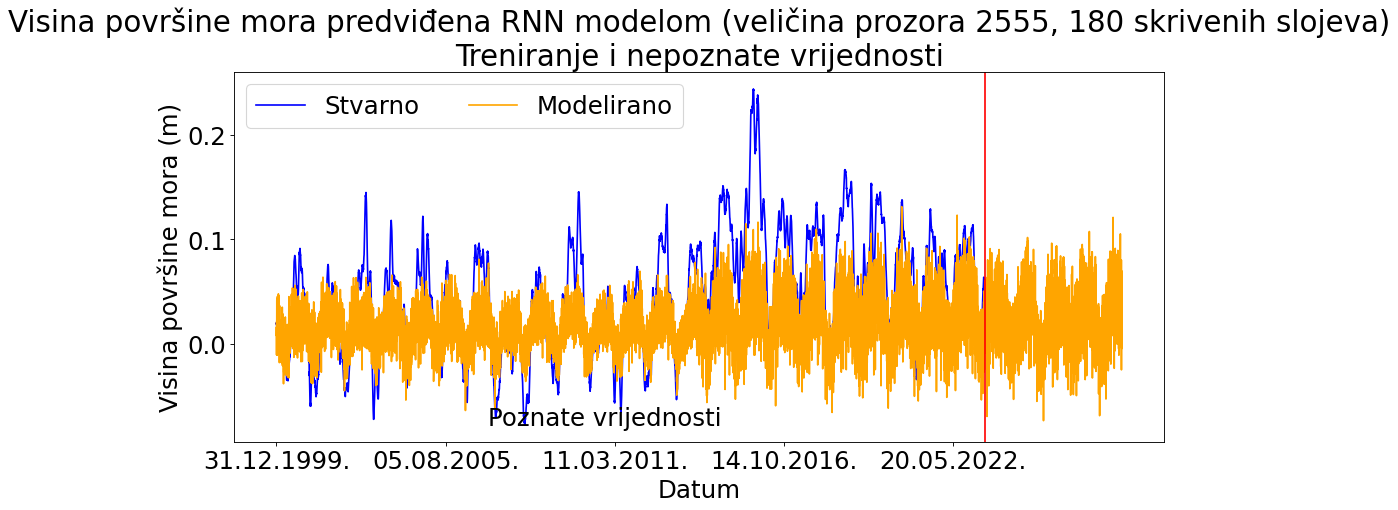 Visina površine mora predviđena RNN modelom (veličina prozora 2555, 180 skrivenih slojeva)
Treniranje i nepoznate vrijednosti
Stvarno
Modelirano
Visina površine mora (m)
0.2
0.1
0.0
Poznate vrijednosti
31.12.1999.
05.08.2005.
11.03.2011.
14.10.2016.
20.05.2022.
Datum